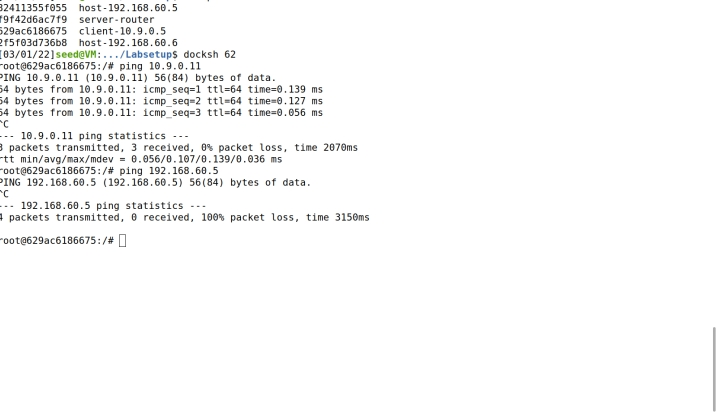 32411355f055  host-192.168.60.5
f9f42d6ac7f9  server-router
629ac6186675  client-10.9.0.5
2f5f03d736b8  host-192.168.60.6
[03/01/22]seed@VM:.../Labsetup$ docksh 62
root@629ac6186675:/# ping 10.9.0.11
PING 10.9.0.11 (10.9.0.11) 56(84) bytes of data.
64 bytes from 10.9.0.11: icmp_seq=1 ttl=64 time=0.139 ms
64 bytes from 10.9.0.11: icmp_seq=2 ttl=64 time=0.127 ms
64 bytes from 10.9.0.11: icmp_seq=3 ttl=64 time=0.056 ms
^C
--- 10.9.0.11 ping statistics ---
3 packets transmitted, 3 received, 0% packet loss, time 2070ms
rtt min/avg/max/mdev = 0.056/0.107/0.139/0.036 ms
root@629ac6186675:/# ping 192.168.60.5
PING 192.168.60.5 (192.168.60.5) 56(84) bytes of data.
^C
--- 192.168.60.5 ping statistics ---
4 packets transmitted, 0 received, 100% packet loss, time 3150ms
root@629ac6186675:/#